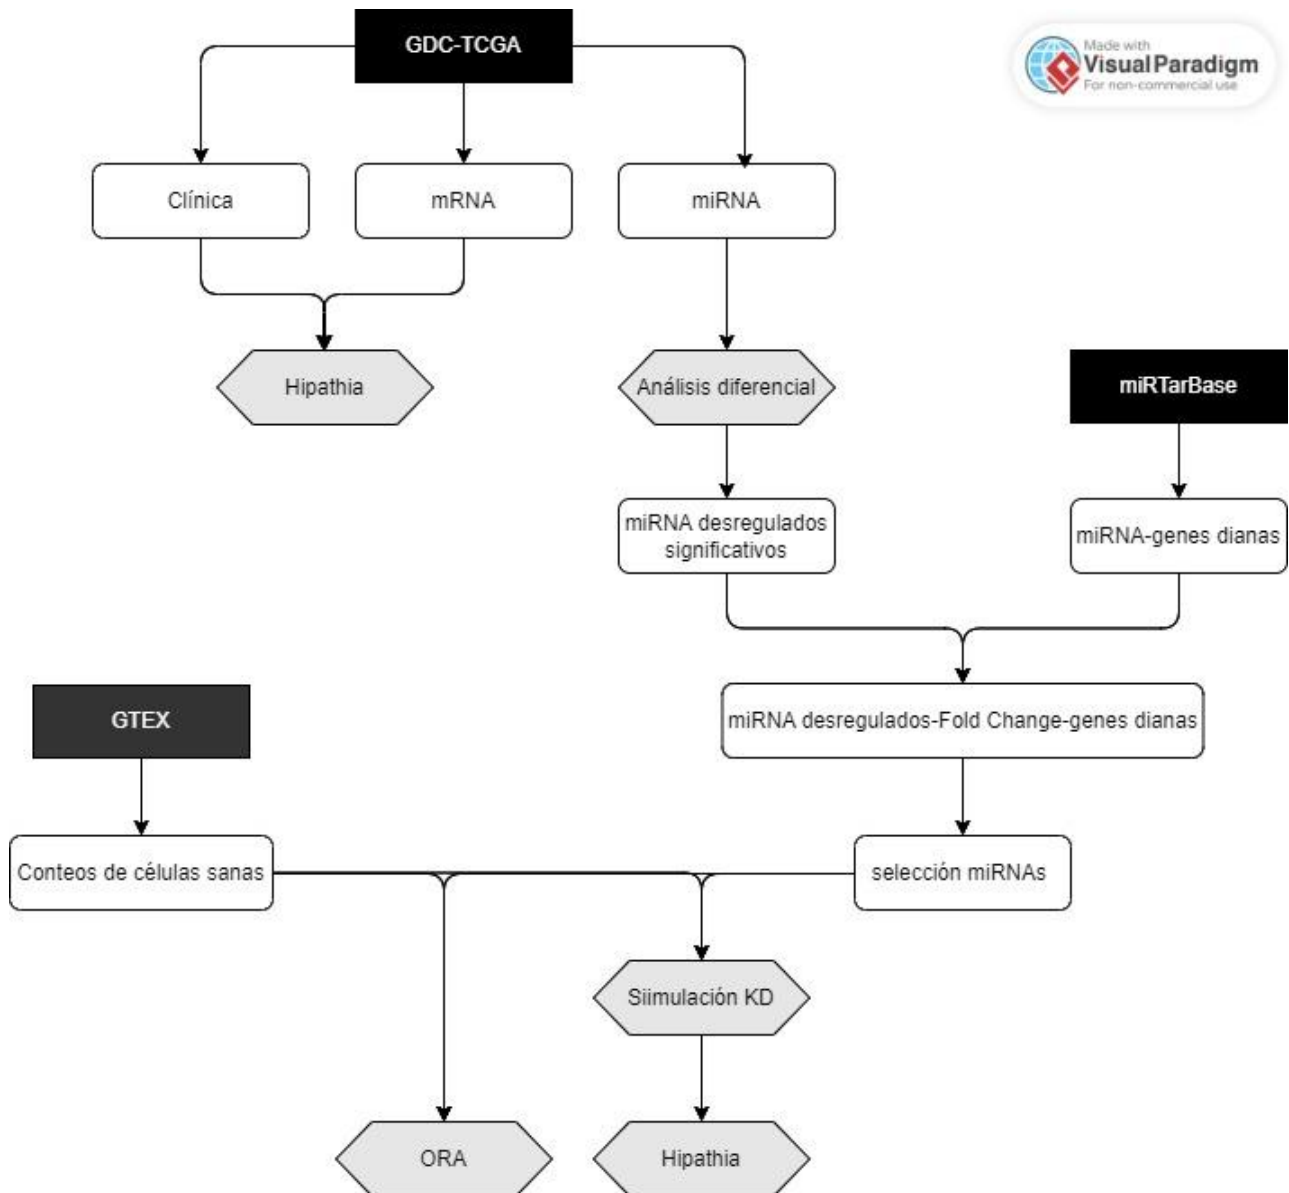 GDC-TCGA
Made with
Visual Paradigm
For non-commercial use
Clínica
mRNA
miRNA
Hipathia
Análisis diferencial
miRTarBase
miRNA desregulados
significativos
miRNA-genes dianas
GTEX
miRNA desregulados-Fold Change-genes dianas
Conteos de células sanas
selección miRNAs
Siimulación KD
ORA
Hipathia